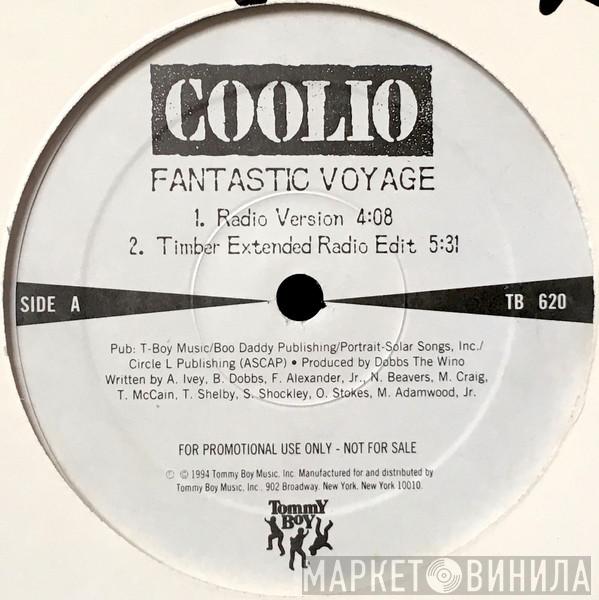 COOLIO
FANTASTIC VOYAGE
1. Radio Version 4:08
2. Timber Extended Radio Edit 5:31
SIDE A
TB 620
Pub: T-Boy Music/Boo Daddy Publishing/Portrait-Solar Songs, Inc./
Circle L Publishing (ASCAP) • Produced by Dobbs The Wino
Written by A. Ivey, B. Dobbs, F. Alexander, Jr., N. Beavers, M. Craig,
T. McCain, T. Shelby, S. Shockley, O. Stokes, M. Adamwood, Jr.
FOR PROMOTIONAL USE ONLY - NOT FOR SALE
℗ © 1994 Tommy Boy Music, Inc. Manufactured for and distributed by
Tommy Boy Music, Inc., 902 Broadway, New York, New York 10010.
Tommy
Boy
МАРКЕТ ВИНИЛА